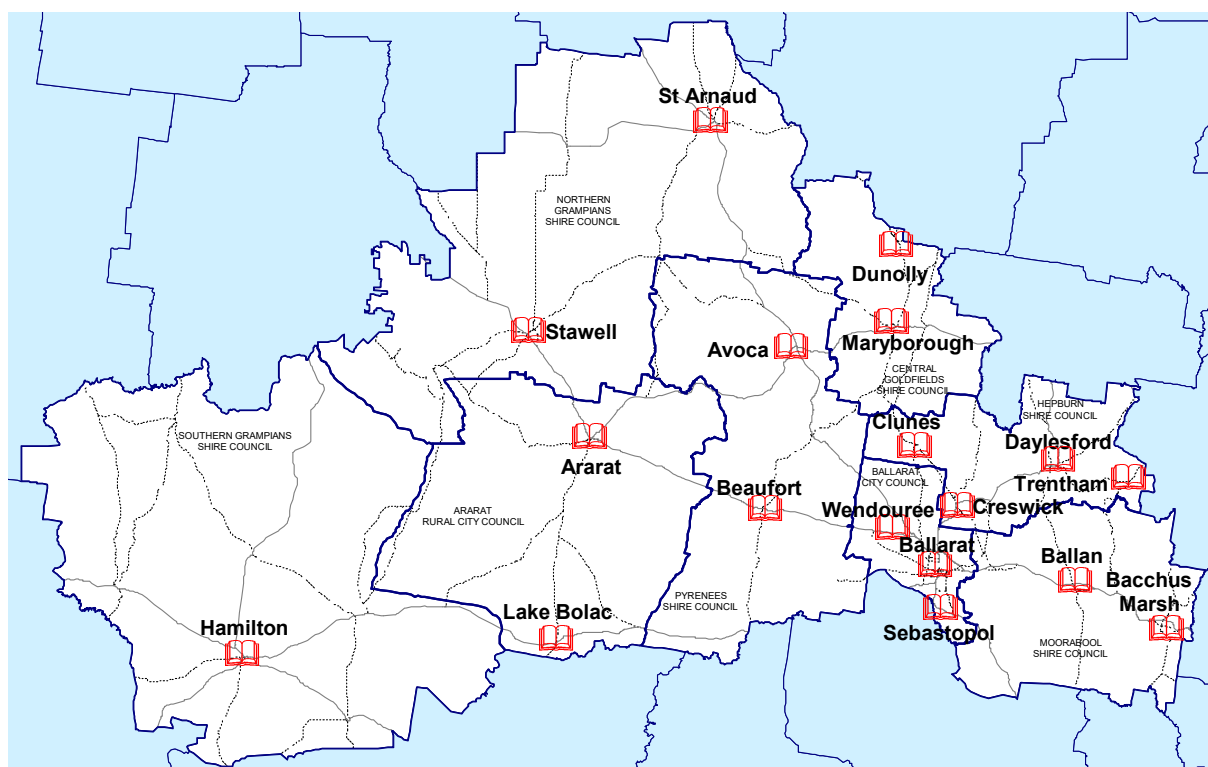 St Arnaud
NORTHERN
GRAMPIANS
SHIRE COUNCIL
Dunolly
Stawell
Avoca
Maryborough
CENTRAL
GOLDFIELDS
SHIRE COUNCIL
HEPBURN
SHIRE COUNCIL
Clunes
SOUTHERN GRAMPIANS
SHIRE COUNCIL
Daylesford
Ararat
BALLARAT
CITY COUNCIL
Trentham
Beaufort
Wendouree
Creswick
ARARAT
RURAL CITY COUNCIL
Ballarat
Ballan
Bacchus
Marsh
PYRENEES
SHIRE COUNCIL
Lake Bolac
Hamilton
Sebastopol
MOORABOOL
SHIRE COUNCIL